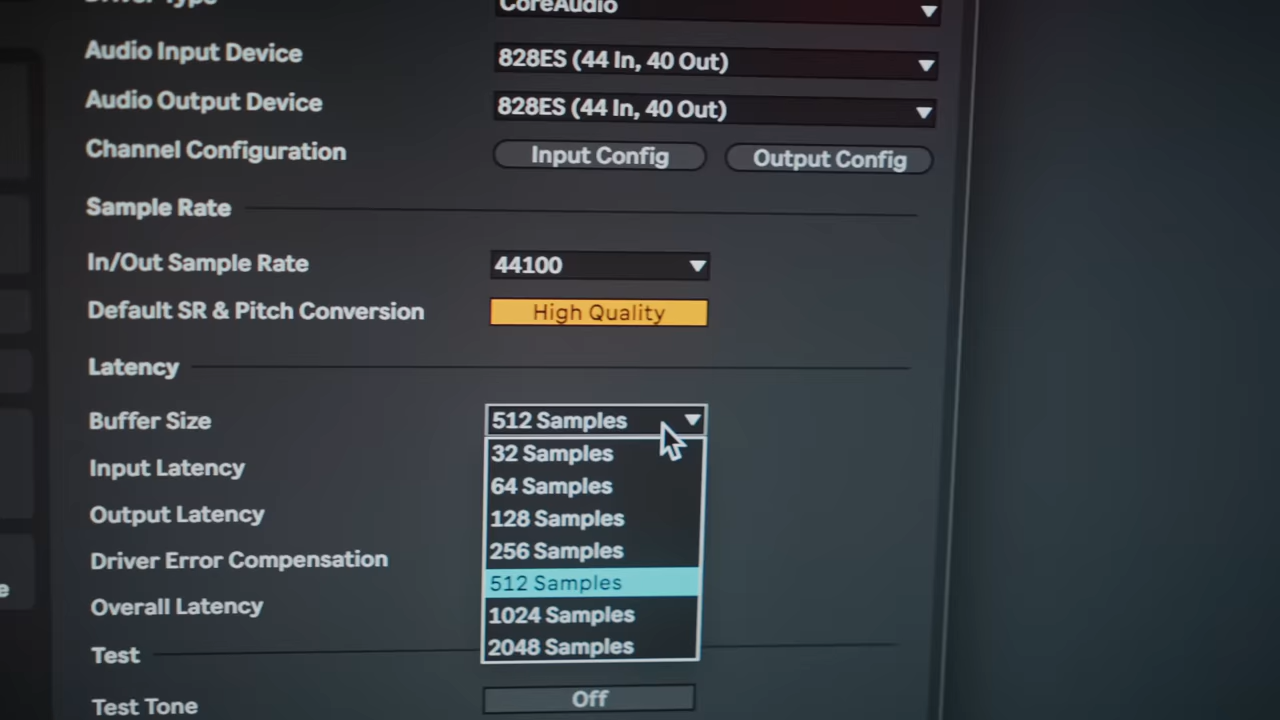 Driver Type CoreAudio
Audio Input Device 828ES (44 In, 40 Out)
Audio Output Device 828ES (44 In, 40 Out)
Channel Configuration Input Config Output Config
Sample Rate
In/Out Sample Rate 44100
Default SR & Pitch Conversion High Quality
Latency
Buffer Size 512 Samples
32 Samples
Input Latency
64 Samples
Output Latency 128 Samples
256 Samples
Driver Error Compensation
512 Samples
Overall Latency 1024 Samples
2048 Samples
Test
Test Tone Off